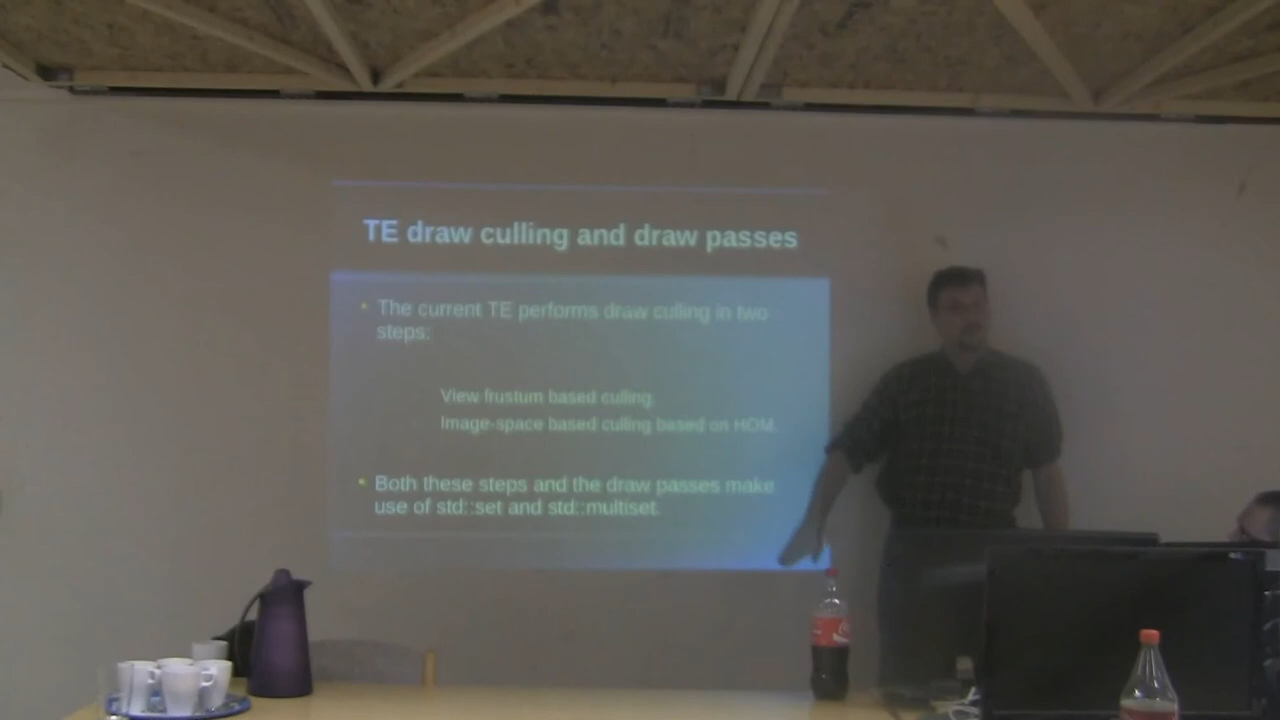 TE draw culling and draw passes
The current TE performs draw culling in two
steps:
View frustum based culling.
Image-space based culling based on HOM.
Both these steps and the draw passes make
use of std::set and std::multiset.